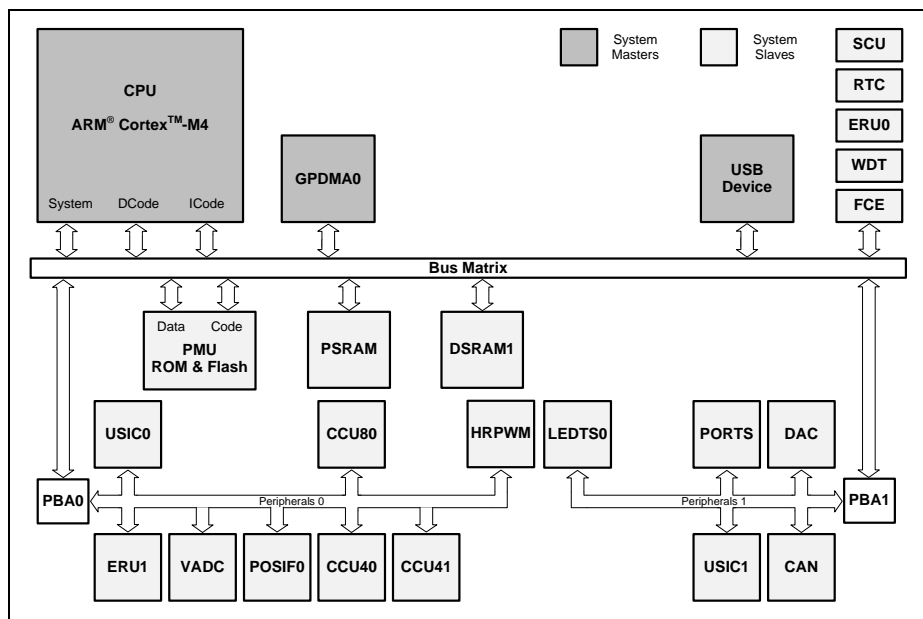 CPU
ARM® Cortex™-M4
System DCode ICode
GPDMA0
System
Masters
System
Slaves
USB
Device
SCU
RTC
ERU0
WDT
FCE
Bus Matrix
Data Code
PMU
ROM & Flash
PSRAM
DSRAM1
USIC0
CCU80
HRPWM
LEDTS0
PORTS
DAC
PBA0
Peripherals 0
Peripherals 1
PBA1
ERU1
VADC
POSIF0
CCU40
CCU41
USIC1
CAN